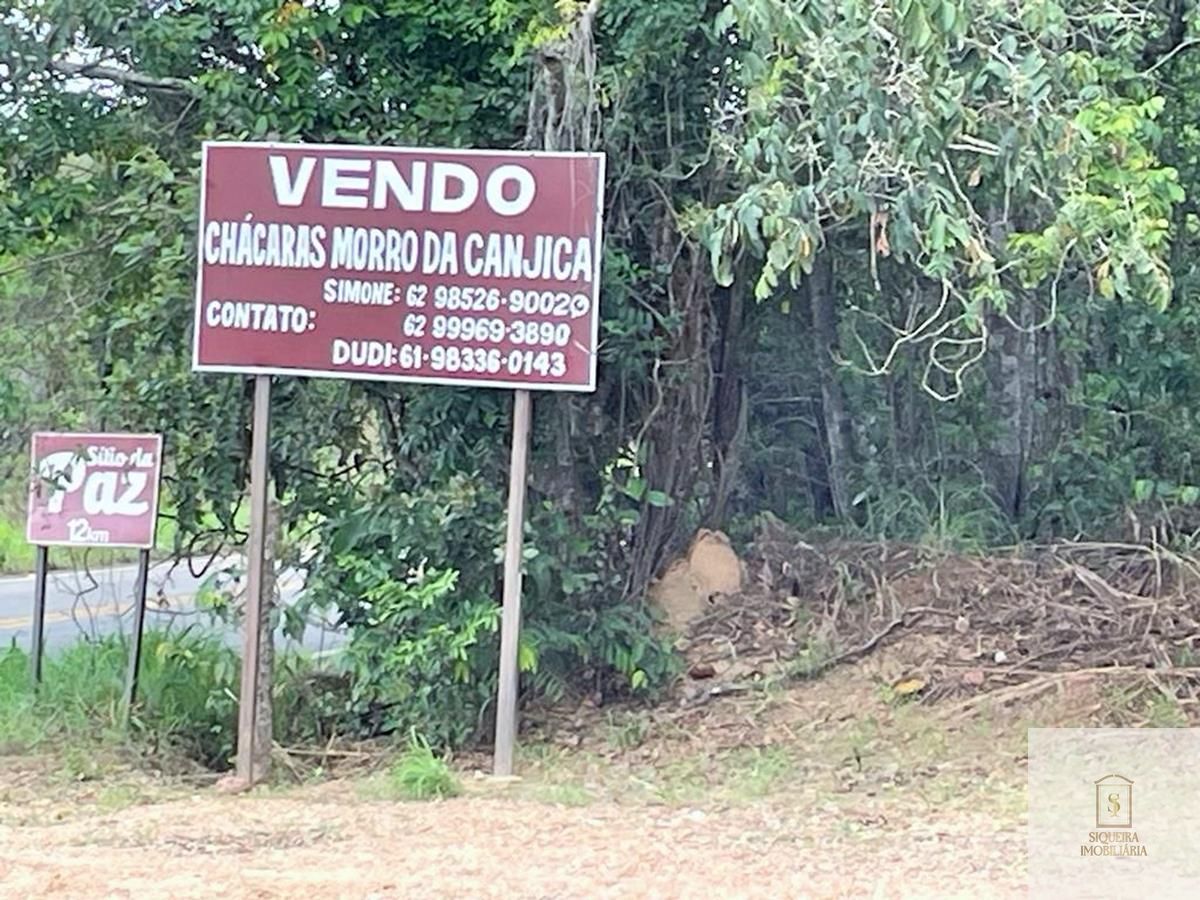 VENDO
CHÁCARAS MORRO DA CANJICA
SIMONE: 62 98526-9002
CONTATO: 62 99969-3890
DUDI: 61-98336-0143
Sítio da
Paz
12km
SIQUEIRA
IMOBILIÁRIA